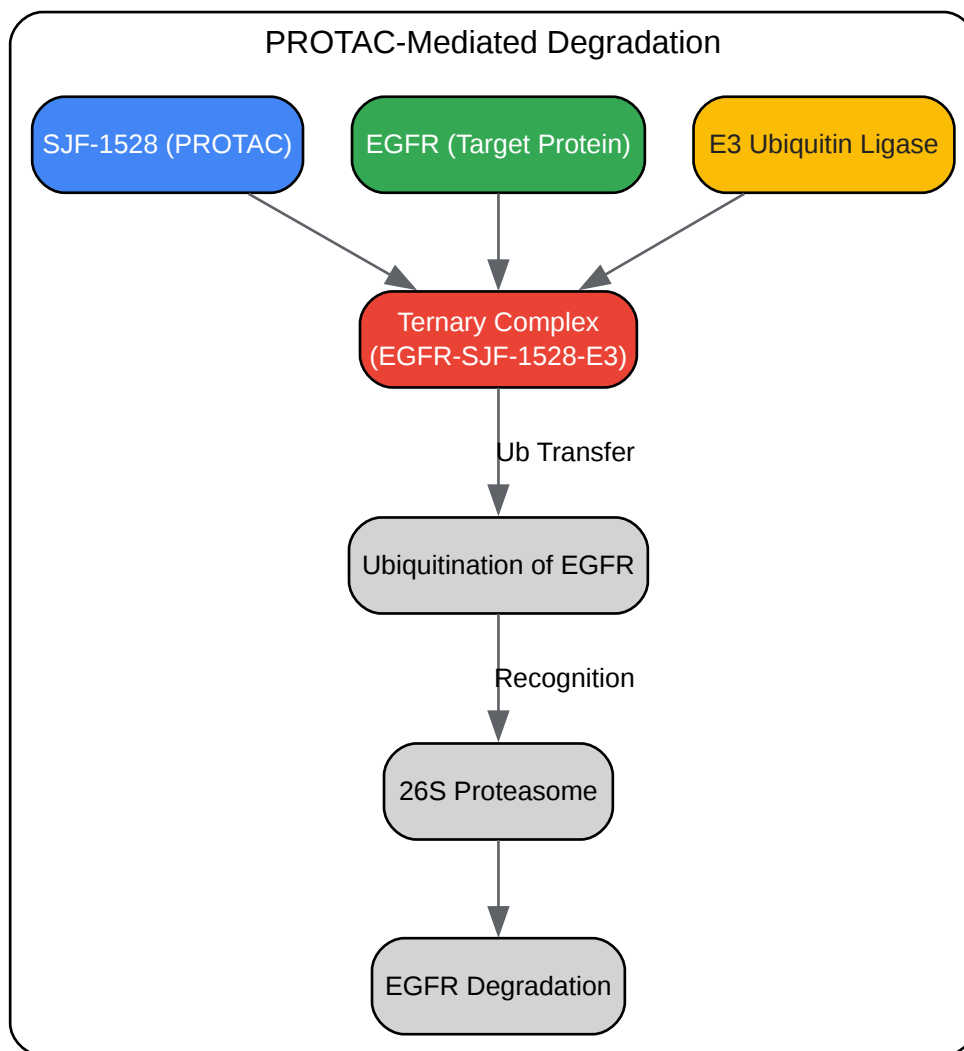 PROTAC-Mediated Degradation
SJF-1528 (PROTAC)
EGFR (Target Protein)
E3 Ubiquitin Ligase
Ternary Complex
(EGFR-SJF-1528-E3)
Ub Transfer
Ubiquitination of EGFR
Recognition
26S Proteasome
EGFR Degradation